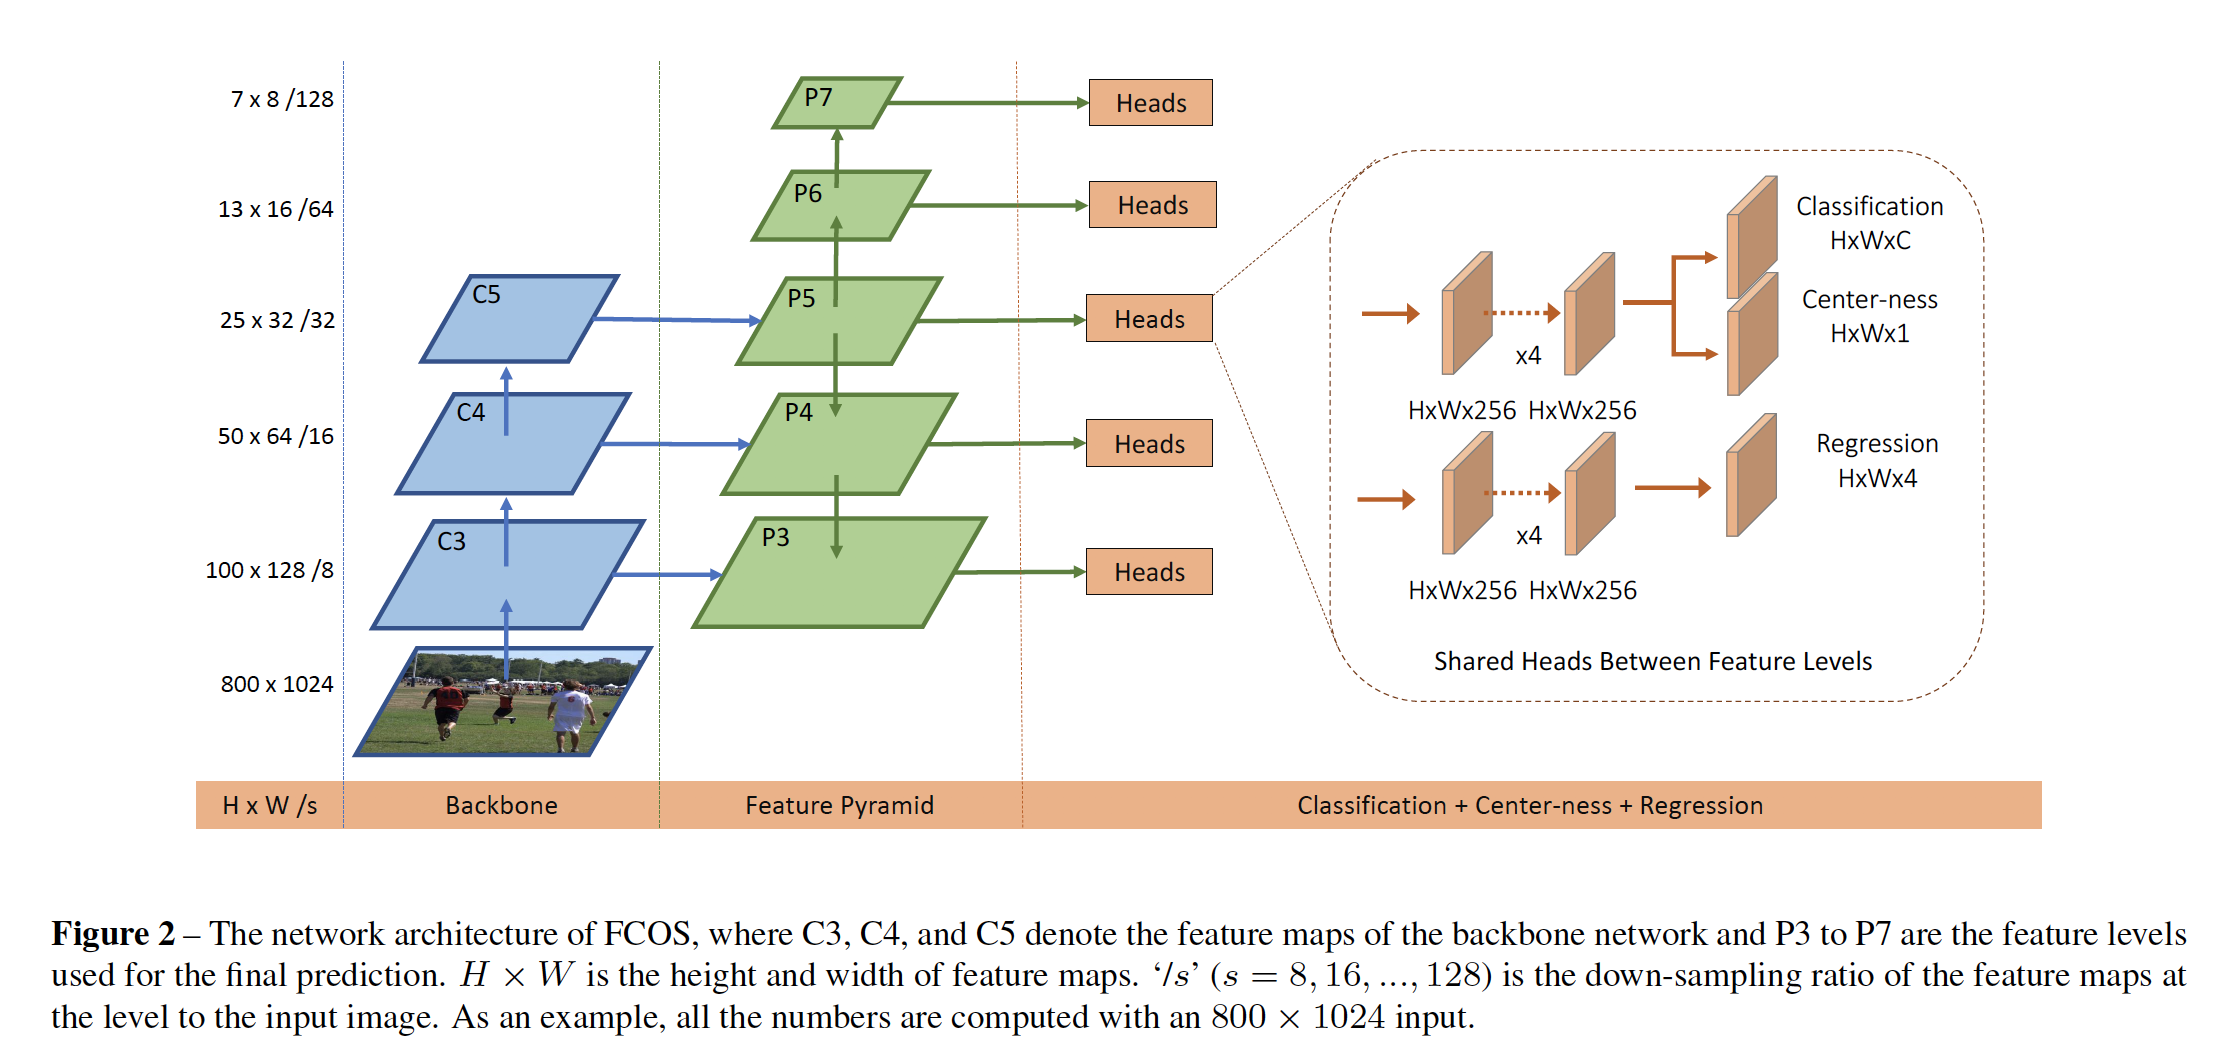 7 x 8 /128
13 x 16 /64
25 x 32 /32
50 x 64 /16
100 x 128 /8
800 x 1024
C5
C4
C3
P7
P6
P5
P4
P3
Heads
Heads
Heads
Heads
Heads
Classification
HxWxC
Center-ness
HxWx1
x4
HxWx256 HxWx256
Regression
HxWx4
x4
HxWx256 HxWx256
Shared Heads Between Feature Levels
H x W /s Backbone Feature Pyramid Classification + Center-ness + Regression
Figure 2 – The network architecture of FCOS, where C3, C4, and C5 denote the feature maps of the backbone network and P3 to P7 are the feature levels
used for the final prediction. H × W is the height and width of feature maps. ‘/s’ (s = 8, 16, ..., 128) is the down-sampling ratio of the feature maps at
the level to the input image. As an example, all the numbers are computed with an 800 × 1024 input.